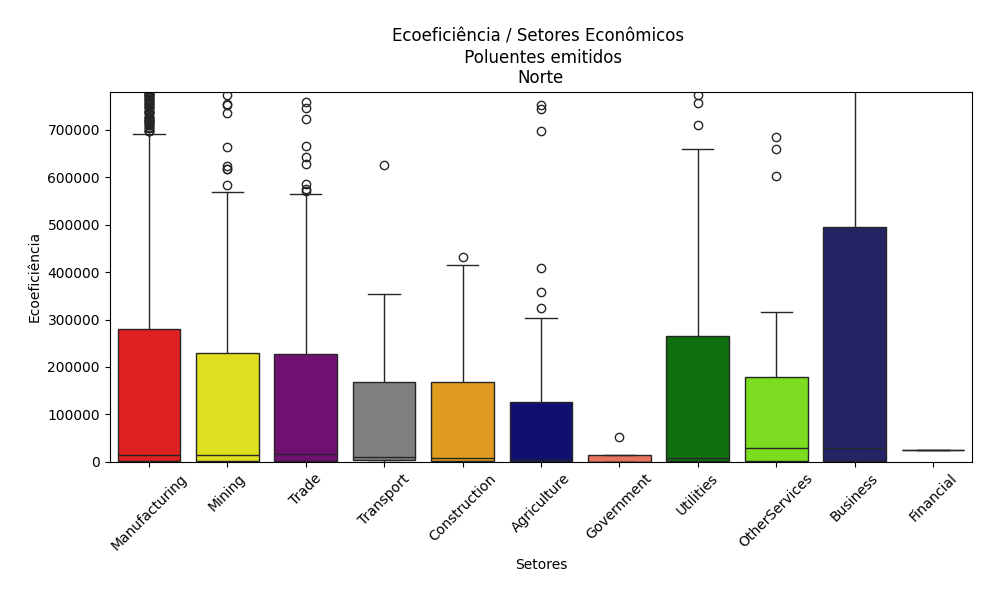 Ecoeficiência / Setores Econômicos
Poluentes emitidos
Norte
Ecoeficiência
700000
600000
500000
400000
300000
200000
100000
0
Manufacturing
Mining
Trade
Transport
Construction
Agriculture
Government
Utilities
OtherServices
Business
Financial
Setores